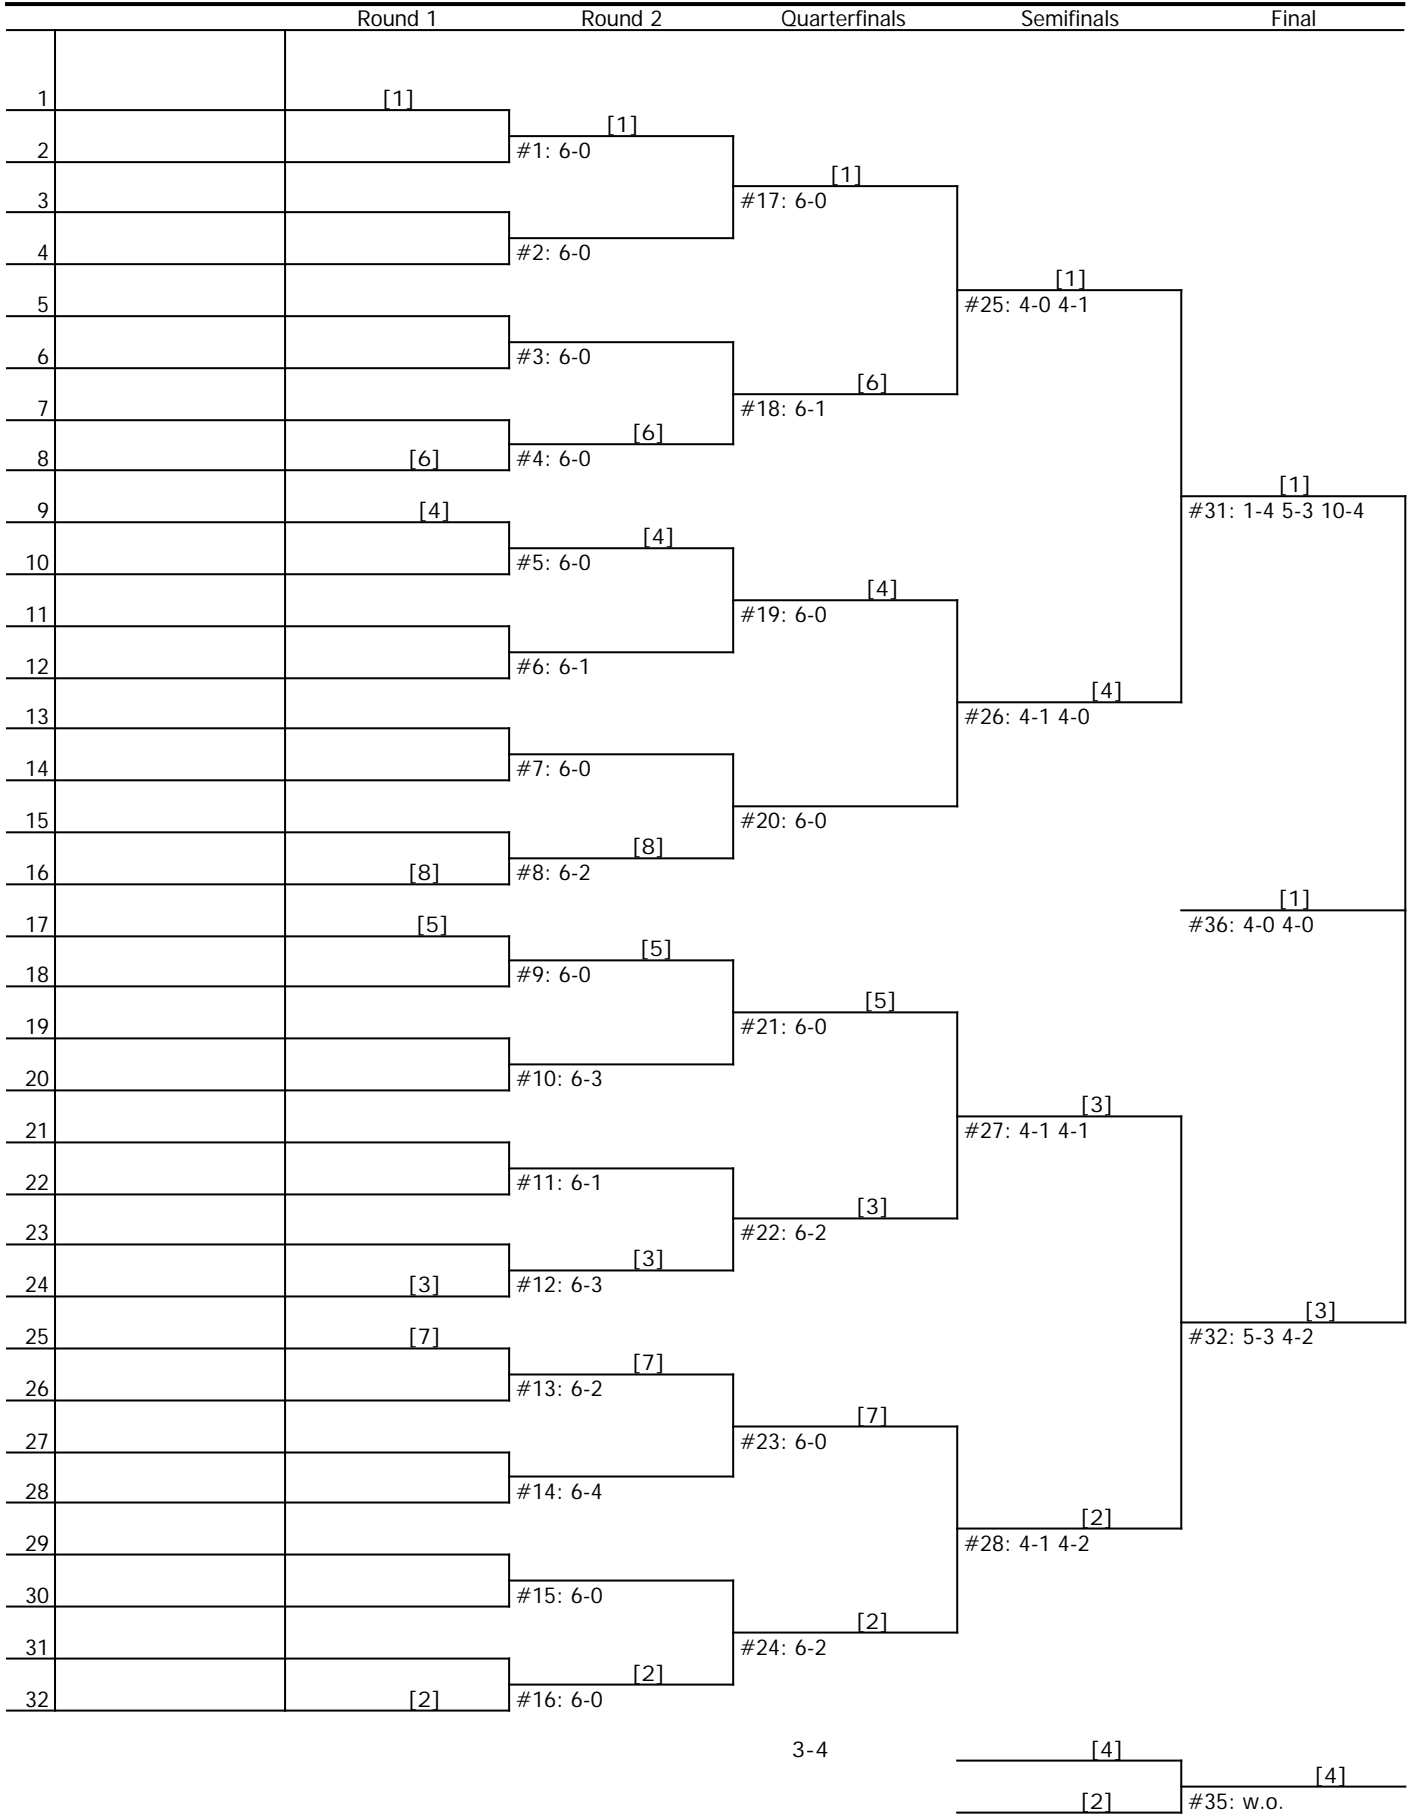 Round 1 Round 2 Quarterfinals Semifinals Final
1 [1]
[1]
2 #1: 6-0
[1]
3 #17: 6-0
4 #2: 6-0
[1]
5 #25: 4-0 4-1
6 #3: 6-0
[6]
7 #18: 6-1
[6]
8 [6] #4: 6-0
[1]
9 [4] #31: 1-4 5-3 10-4
[4]
10 #5: 6-0
[4]
11 #19: 6-0
12 #6: 6-1
[4]
13 #26: 4-1 4-0
14 #7: 6-0
15 #20: 6-0
[8]
16 [8] #8: 6-2
[1]
17 [5] #36: 4-0 4-0
[5]
18 #9: 6-0
[5]
19 #21: 6-0
20 #10: 6-3
[3]
21 #27: 4-1 4-1
22 #11: 6-1
[3]
23 #22: 6-2
[3]
24 [3] #12: 6-3
[3]
25 [7] #32: 5-3 4-2
[7]
26 #13: 6-2
[7]
27 #23: 6-0
28 #14: 6-4
[2]
29 #28: 4-1 4-2
30 #15: 6-0
[2]
31 #24: 6-2
[2]
32 [2] #16: 6-0
3-4 [4]
[4]
[2] #35: w.o.